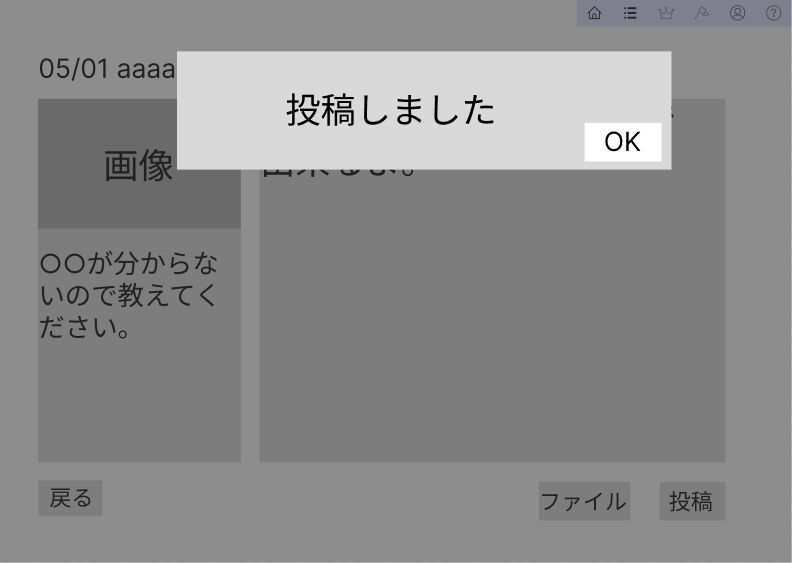 05/01 aaaa
投稿しました
OK
画像
〇〇が分からな
いので教えてく
ださい。
戻る
ファイル
投稿